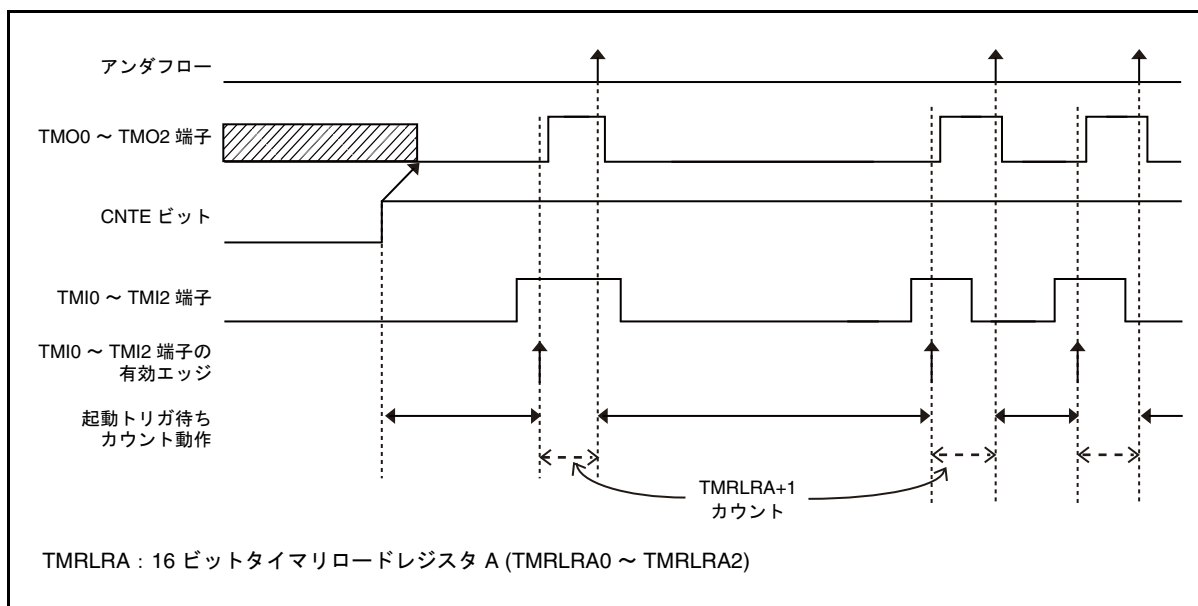 アンダフロー
TMO0 ～ TMO2 端子
CNTE ビット
TMI0 ～ TMI2 端子
TMI0 ～ TMI2 端子の
有効エッジ
起動トリガ待ち
カウント動作
TMRLRA+1
カウント
TMRLRA : 16 ビットタイマリロードレジスタ A (TMRLRA0 ～ TMRLRA2)